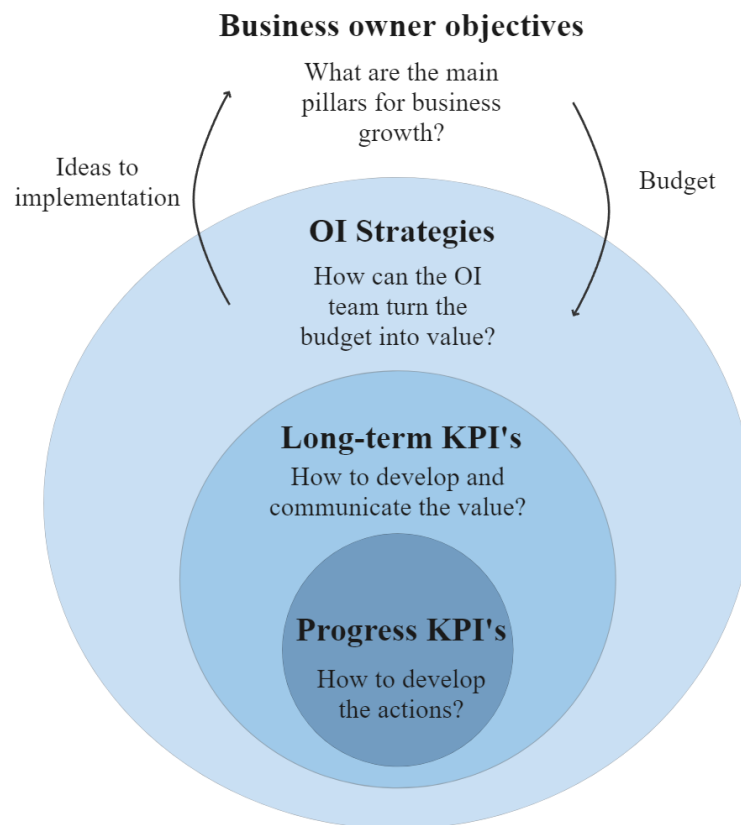 Business owner objectives
What are the main
pillars for business
growth?
Ideas to
implementation
Budget
OI Strategies
How can the OI
team turn the
budget into value?
Long-term KPI's
How to develop and
communicate the value?
Progress KPI's
How to develop
the actions?